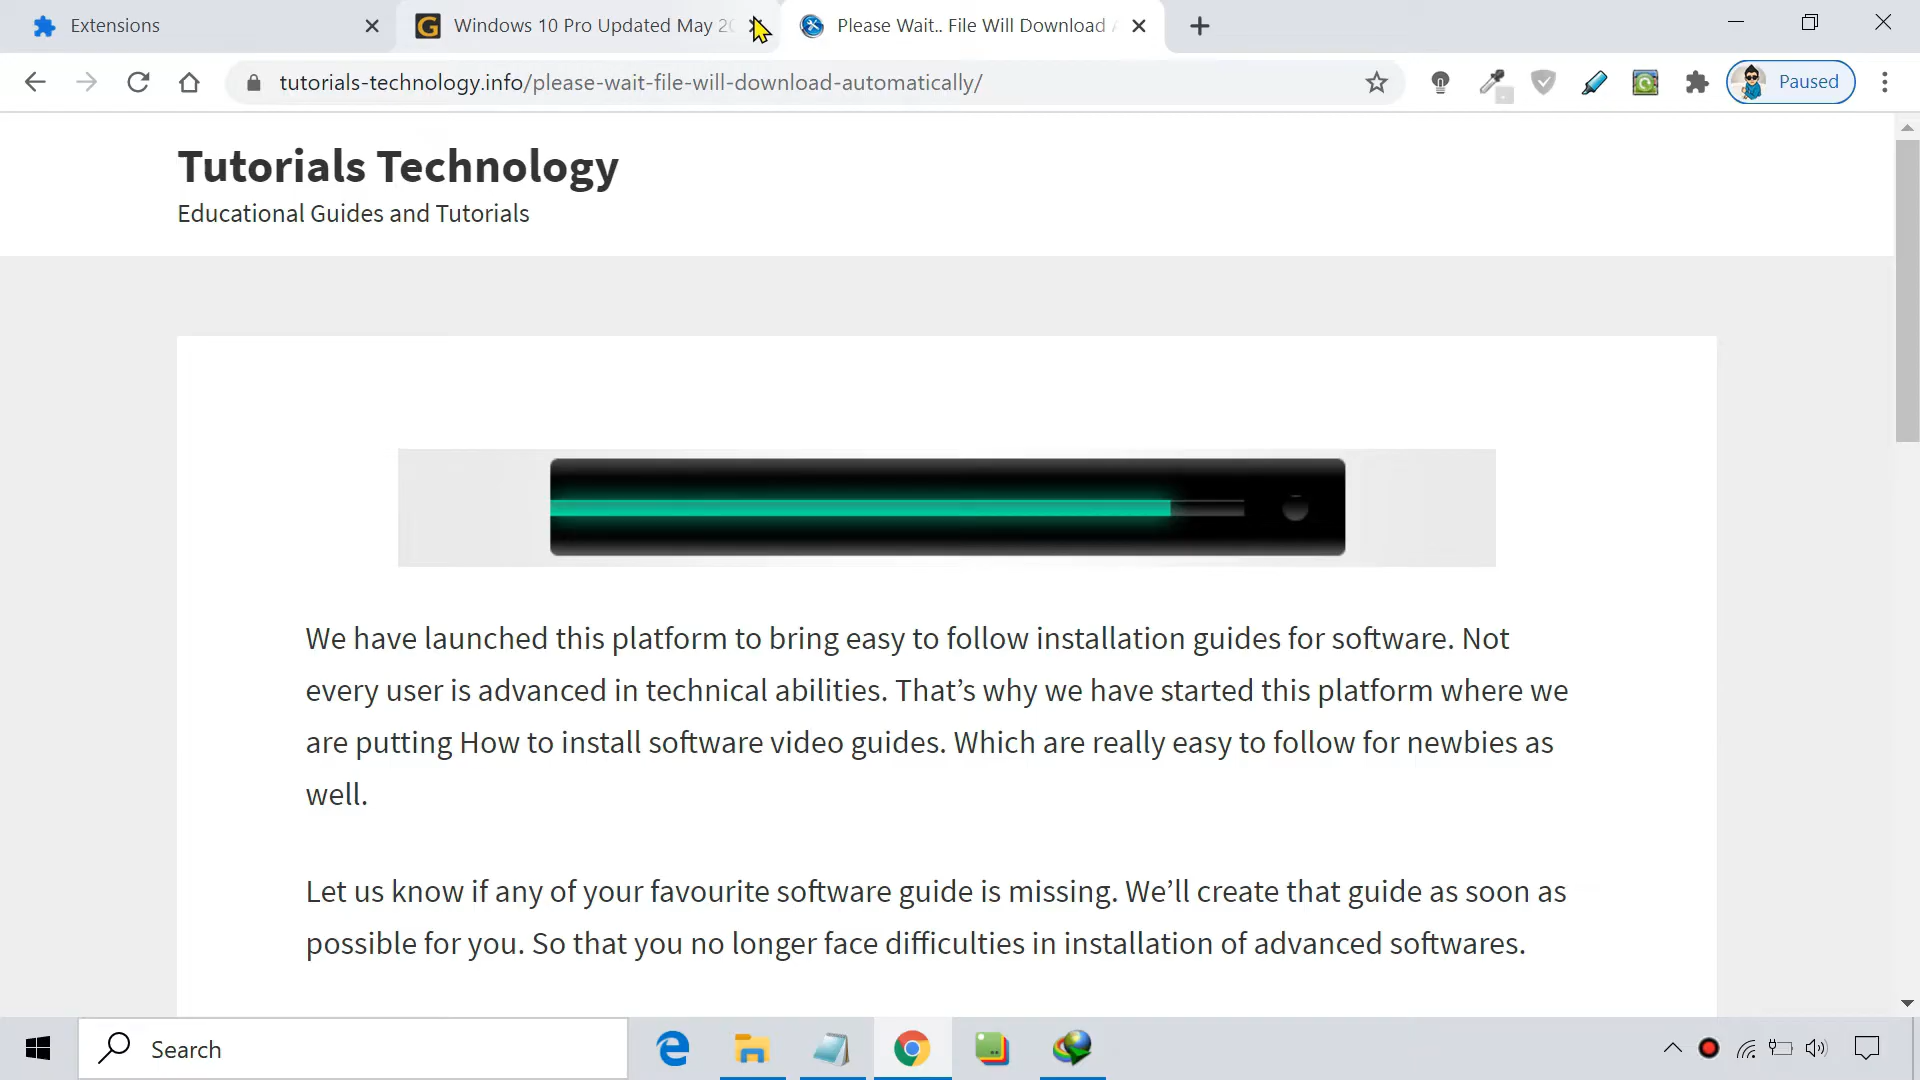 Extensions
Windows 10 Pro Updated May 20
Please Wait.. File Will Download A
tutorials-technology.info/please-wait-file-will-download-automatically/
Paused
Tutorials Technology
Educational Guides and Tutorials
We have launched this platform to bring easy to follow installation guides for software. Not
every user is advanced in technical abilities. That’s why we have started this platform where we
are putting How to install software video guides. Which are really easy to follow for newbies as
well.
Let us know if any of your favourite software guide is missing. We’ll create that guide as soon as
possible for you. So that you no longer face difficulties in installation of advanced softwares.
Search